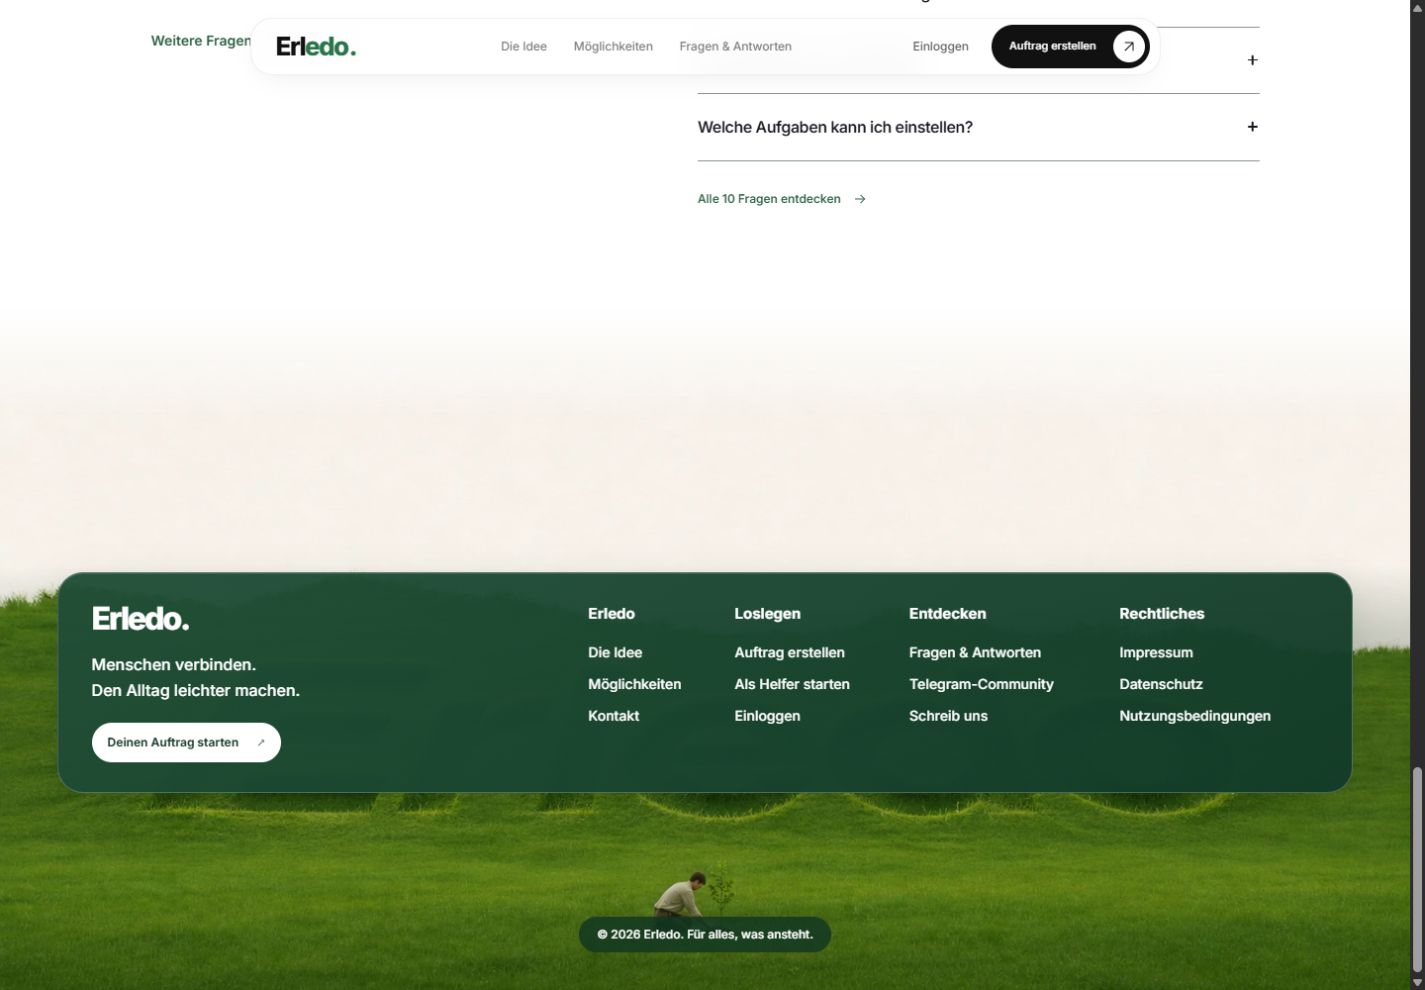 Weitere Fragen
Erledo.
Die Idee
Möglichkeiten
Fragen & Antworten
Einloggen
Auftrag erstellen
+
Welche Aufgaben kann ich einstellen?
+
Alle 10 Fragen entdecken →
Erledo.
Menschen verbinden.
Den Alltag leichter machen.
Deinen Auftrag starten ↗
Erledo
Die Idee
Möglichkeiten
Kontakt
Loslegen
Auftrag erstellen
Als Helfer starten
Einloggen
Entdecken
Fragen & Antworten
Telegram-Community
Schreib uns
Rechtliches
Impressum
Datenschutz
Nutzungsbedingungen
© 2026 Erledo. Für alles, was ansteht.